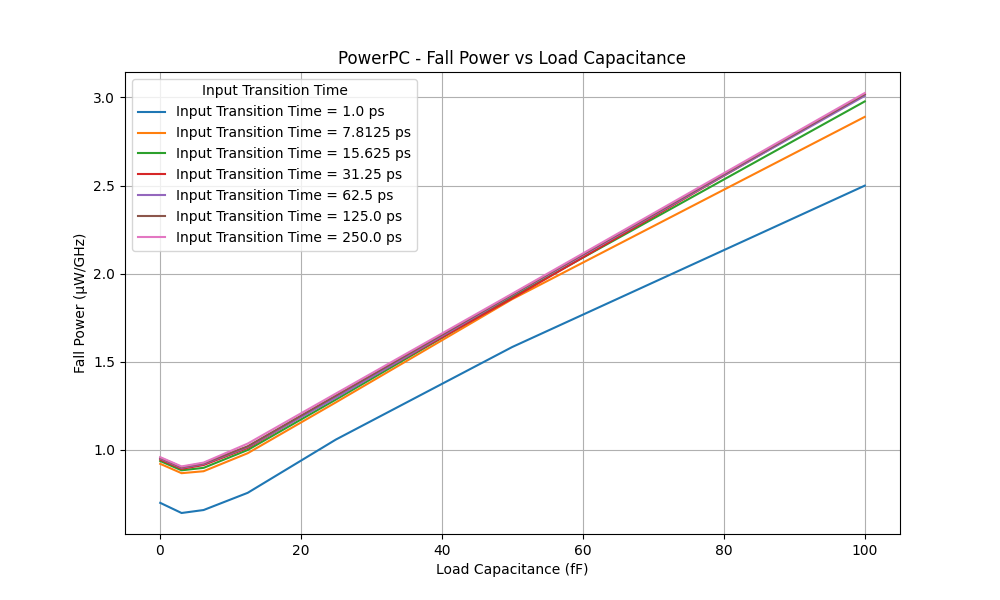 PowerPC - Fall Power vs Load Capacitance
Input Transition Time
Input Transition Time = 1.0 ps
Input Transition Time = 7.8125 ps
Input Transition Time = 15.625 ps
Input Transition Time = 31.25 ps
Input Transition Time = 62.5 ps
Input Transition Time = 125.0 ps
Input Transition Time = 250.0 ps
Fall Power (μW/GHz)
3.0
2.5
2.0
1.5
1.0
0
20
40
60
80
100
Load Capacitance (fF)